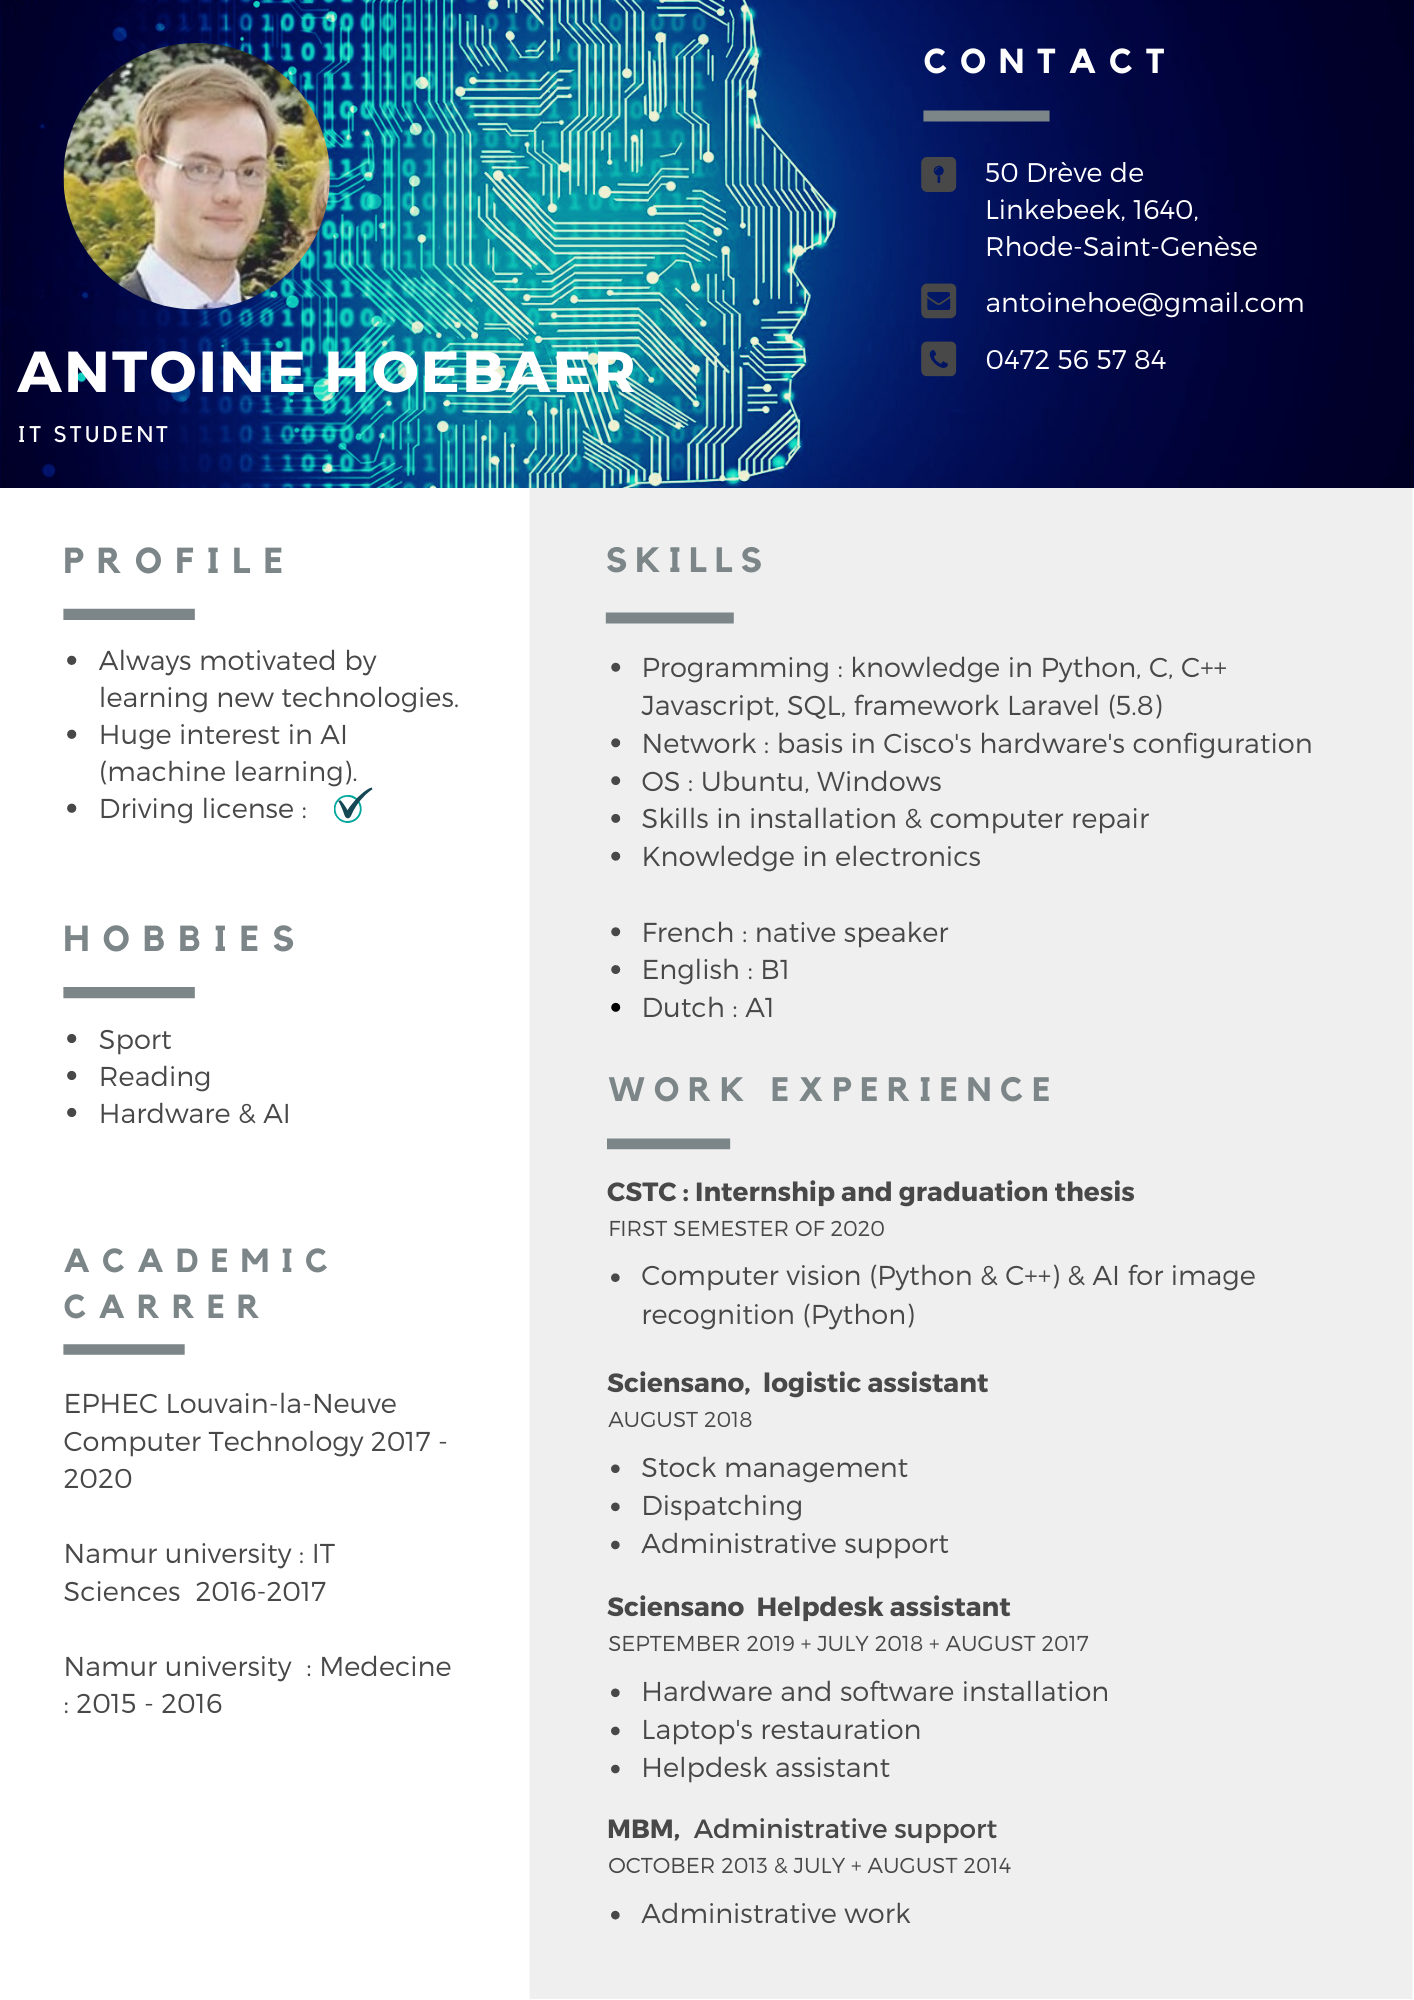 CONTACT
50 Drève de
Linkebeek, 1640,
Rhode-Saint-Genèse
antoinehoe@gmail.com
0472 56 57 84
ANTOINE HOEBAER
IT STUDENT
PROFILE
• Always motivated by
learning new technologies.
• Huge interest in AI
(machine learning).
• Driving license :
HOBBIES
• Sport
• Reading
• Hardware & AI
ACADEMIC
CARRER
EPHEC Louvain-la-Neuve
Computer Technology 2017 -
2020
Namur university : IT
Sciences 2016-2017
Namur university : Medecine
: 2015 - 2016
SKILLS
• Programming : knowledge in Python, C, C++
Javascript, SQL, framework Laravel (5.8)
• Network : basis in Cisco's hardware's configuration
• OS : Ubuntu, Windows
• Skills in installation & computer repair
• Knowledge in electronics
• French : native speaker
• English : B1
• Dutch : A1
WORK EXPERIENCE
CSTC : Internship and graduation thesis
FIRST SEMESTER OF 2020
• Computer vision (Python & C++) & AI for image
recognition (Python)
Sciensano, logistic assistant
AUGUST 2018
• Stock management
• Dispatching
• Administrative support
Sciensano Helpdesk assistant
SEPTEMBER 2019 + JULY 2018 + AUGUST 2017
• Hardware and software installation
• Laptop's restauration
• Helpdesk assistant
MBM, Administrative support
OCTOBER 2013 & JULY + AUGUST 2014
• Administrative work